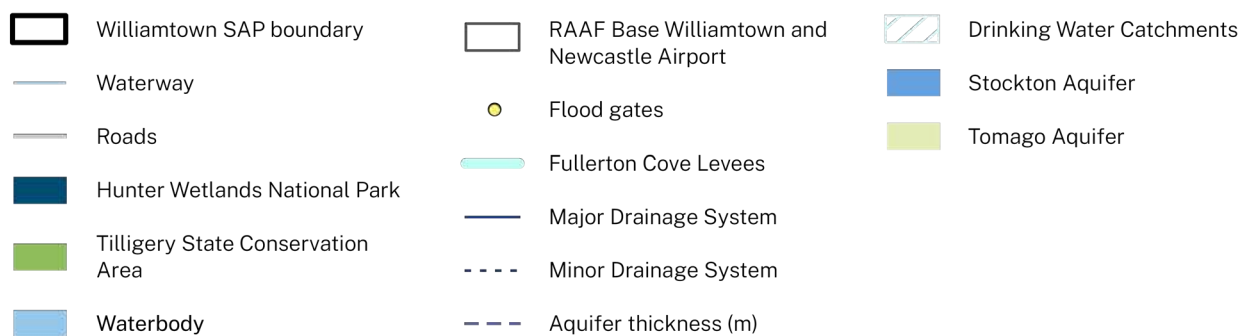 Williamtown SAP boundary
Waterway
Roads
Hunter Wetlands National Park
Tilligery State Conservation
Area
Waterbody
RAAF Base Williamtown and
Newcastle Airport
Flood gates
Fullerton Cove Levees
Major Drainage System
Minor Drainage System
Aquifer thickness (m)
Drinking Water Catchments
Stockton Aquifer
Tomago Aquifer